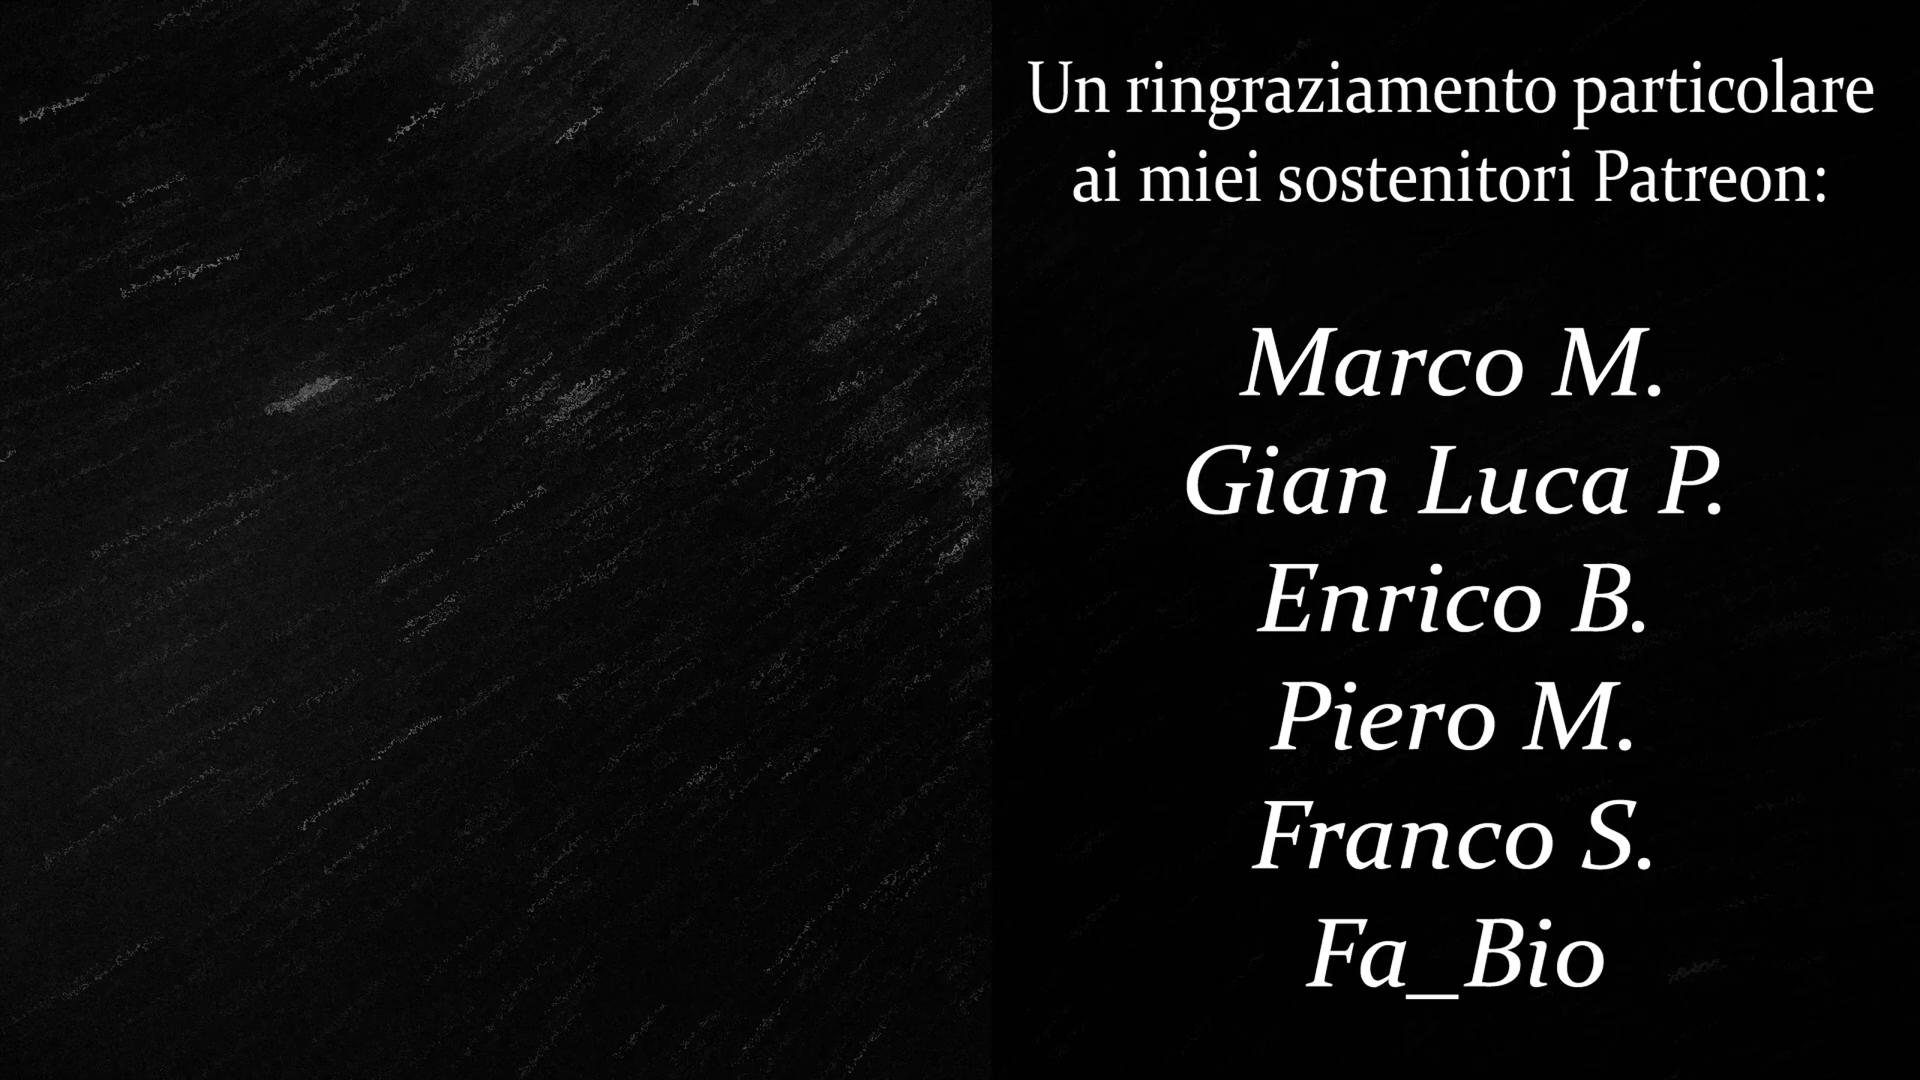 Un ringraziamento particolare
ai miei sostenitori Patreon:
Marco M.
Gian Luca P.
Enrico B.
Piero M.
Franco S.
Fa_Bio